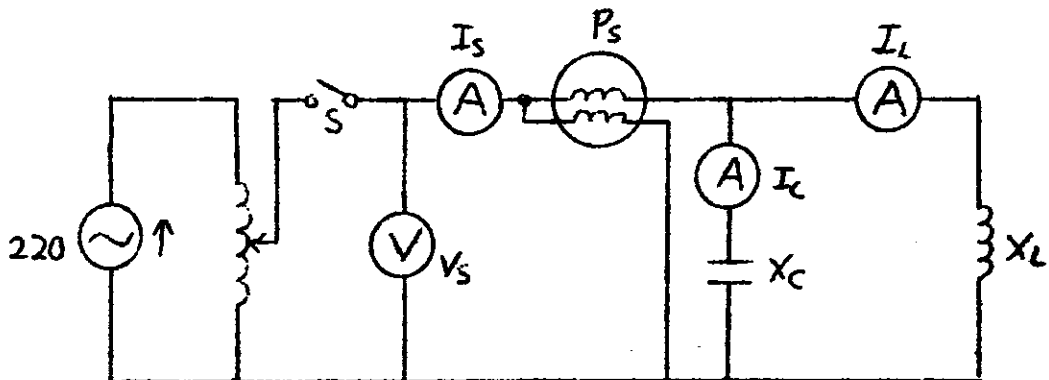 I_S P_S I_L
S
A A A
A I_C
220 V V_S X_C X_L